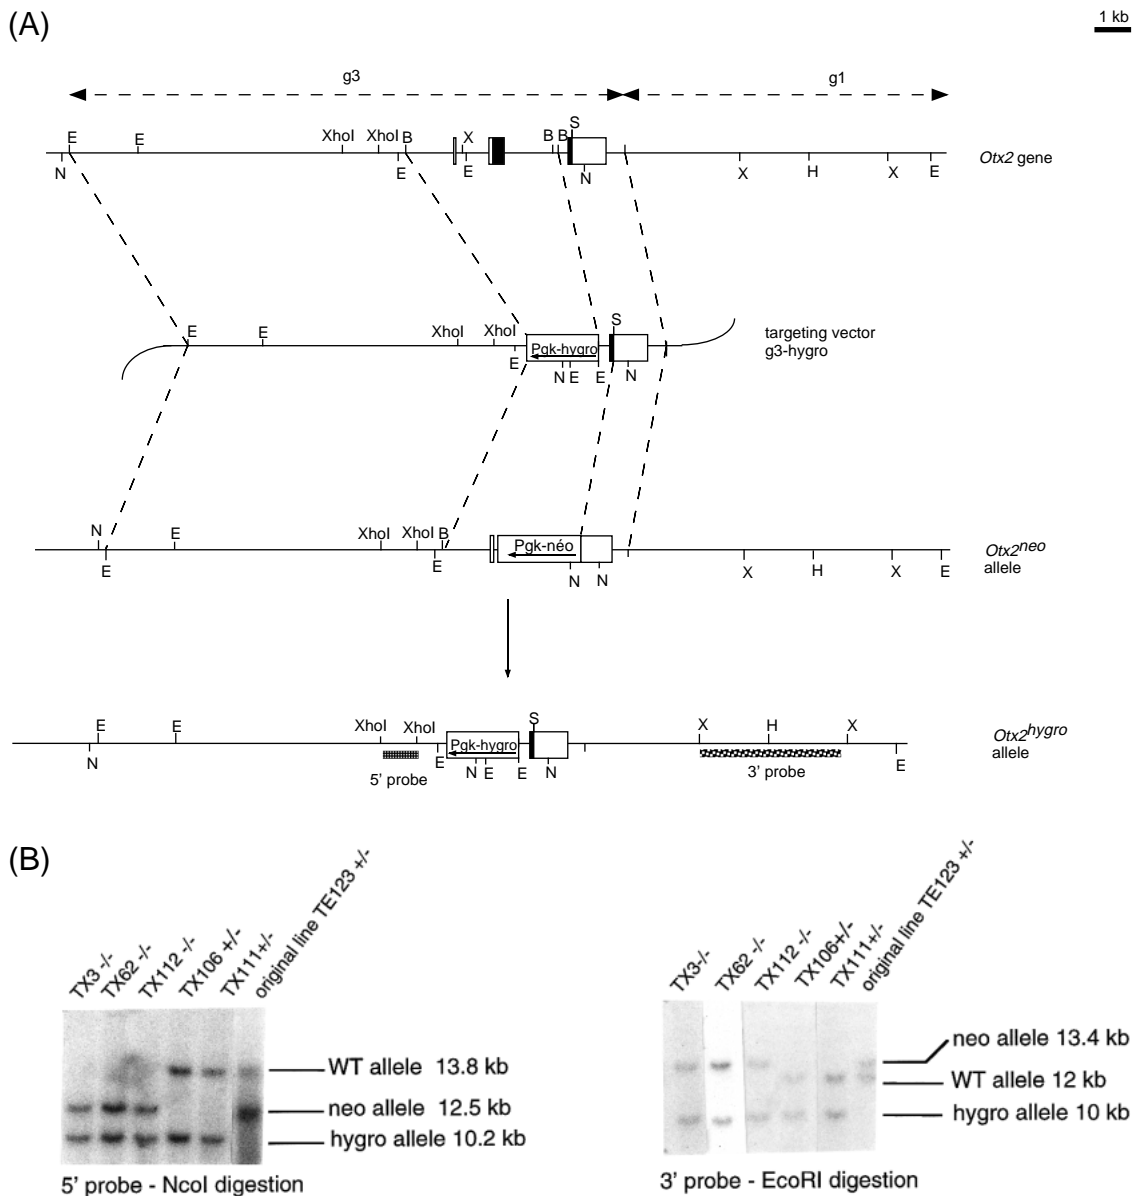 (A)
1 kb
g3
g1
E
E
XhoI
XhoI
B
X
B
B
S
N
E
E
N
X
H
X
E
Otx2 gene
E
E
XhoI
XhoI
S
E
Pgk-hygro
N
E
E
N
targeting vector
g3-hygro
N
E
XhoI
XhoI
B
E
E
Pgk-néo
N
N
X
H
X
E
Otx2neo
allele
E
E
XhoI
XhoI
S
X
H
X
N
E
Pgk-hygro
N
E
E
N
E
5' probe
3' probe
Otx2hygro
allele
(B)
TX3 -/-
TX62 -/-
TX112 -/-
TX106 +/-
TX111+/-
original line TE123 +/-
WT allele 13.8 kb
neo allele 12.5 kb
hygro allele 10.2 kb
5' probe - NcoI digestion
TX3-/-
TX62 -/-
TX112 -/-
TX106+/-
TX111+/-
original line TE123 +/-
neo allele 13.4 kb
WT allele 12 kb
hygro allele 10 kb
3' probe - EcoRI digestion